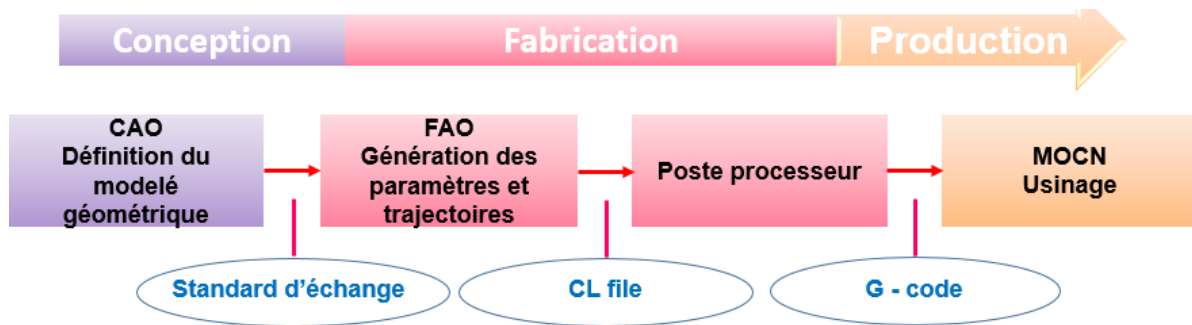 Conception
Fabrication
Production
CAO
Définition du
modelé
géométrique
FAO
Génération des
paramètres et
trajectoires
Poste processeur
MOCN
Usinage
Standard d’échange
CL file
G - code